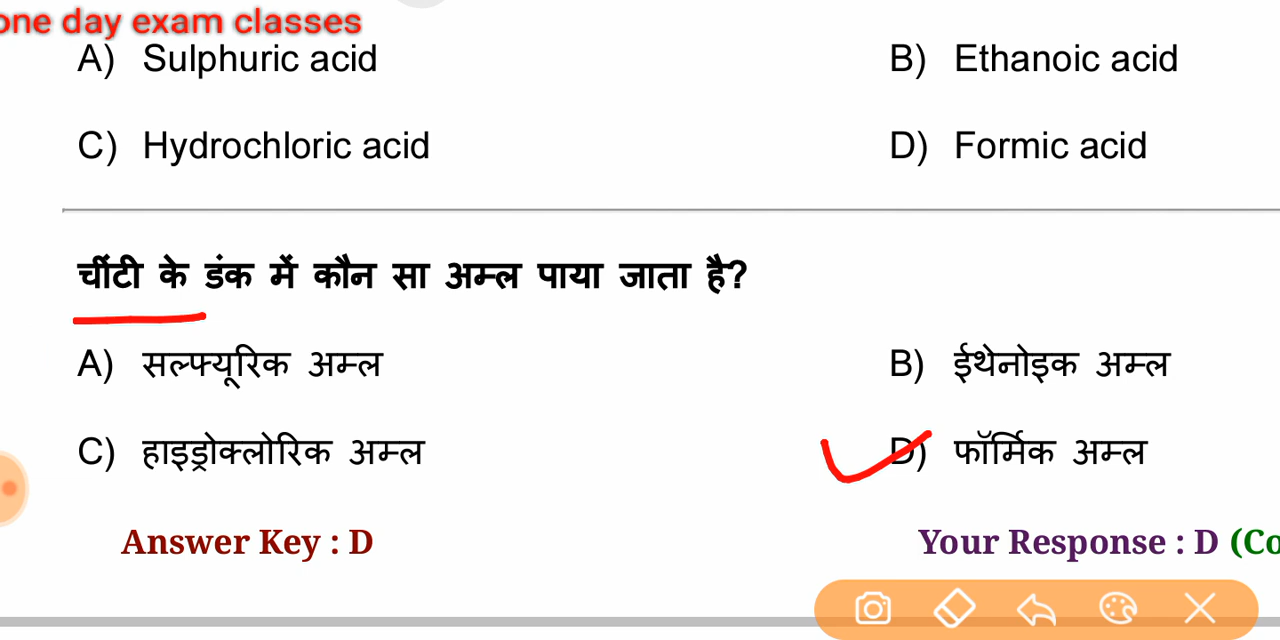 one day exam classes
A) Sulphuric acid B) Ethanoic acid
C) Hydrochloric acid D) Formic acid
चींटी के डंक में कौन सा अम्ल पाया जाता है?
A) सल्फ्यूरिक अम्ल B) ईथेनोइक अम्ल
C) हाइड्रोक्लोरिक अम्ल D) फॉर्मिक अम्ल
Answer Key : D Your Response : D (Co